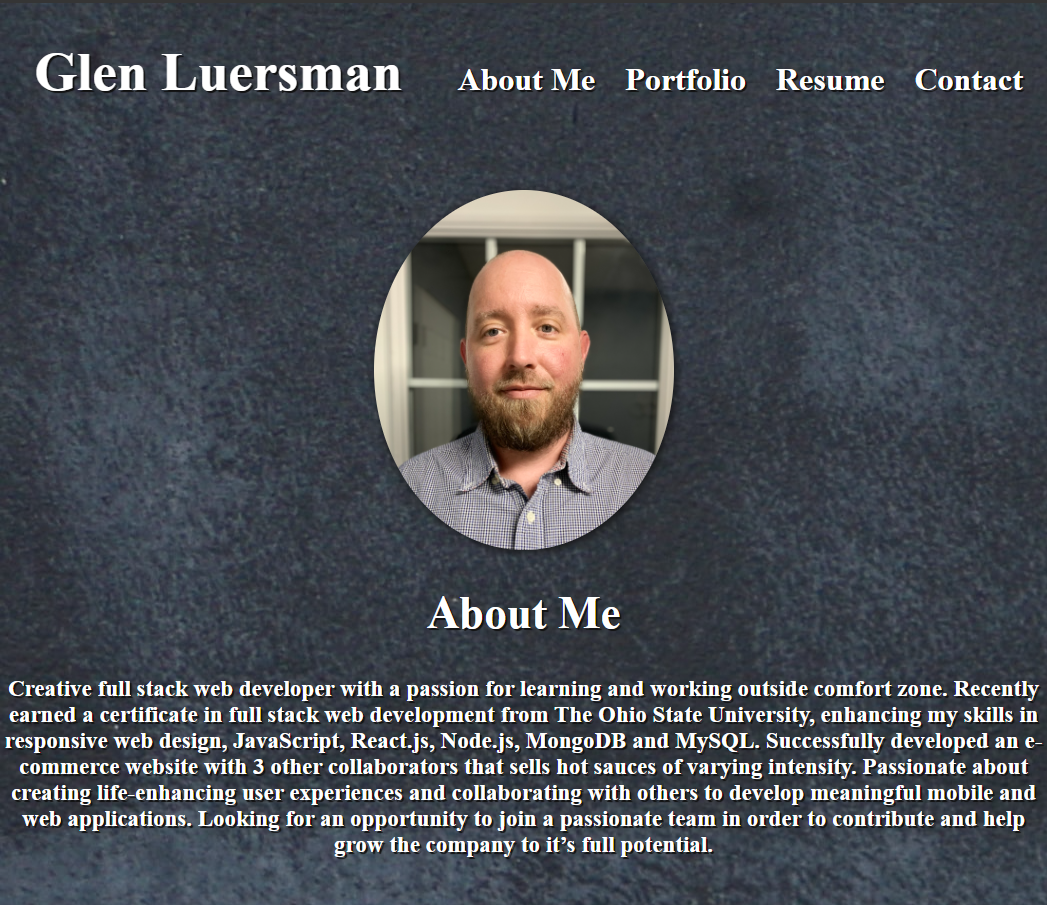 Glen Luersman About Me Portfolio Resume Contact
About Me
Creative full stack web developer with a passion for learning and working outside comfort zone. Recently
earned a certificate in full stack web development from The Ohio State University, enhancing my skills in
responsive web design, JavaScript, React.js, Node.js, MongoDB and MySQL. Successfully developed an e-
commerce website with 3 other collaborators that sells hot sauces of varying intensity. Passionate about
creating life-enhancing user experiences and collaborating with others to develop meaningful mobile and
web applications. Looking for an opportunity to join a passionate team in order to contribute and help
grow the company to it’s full potential.